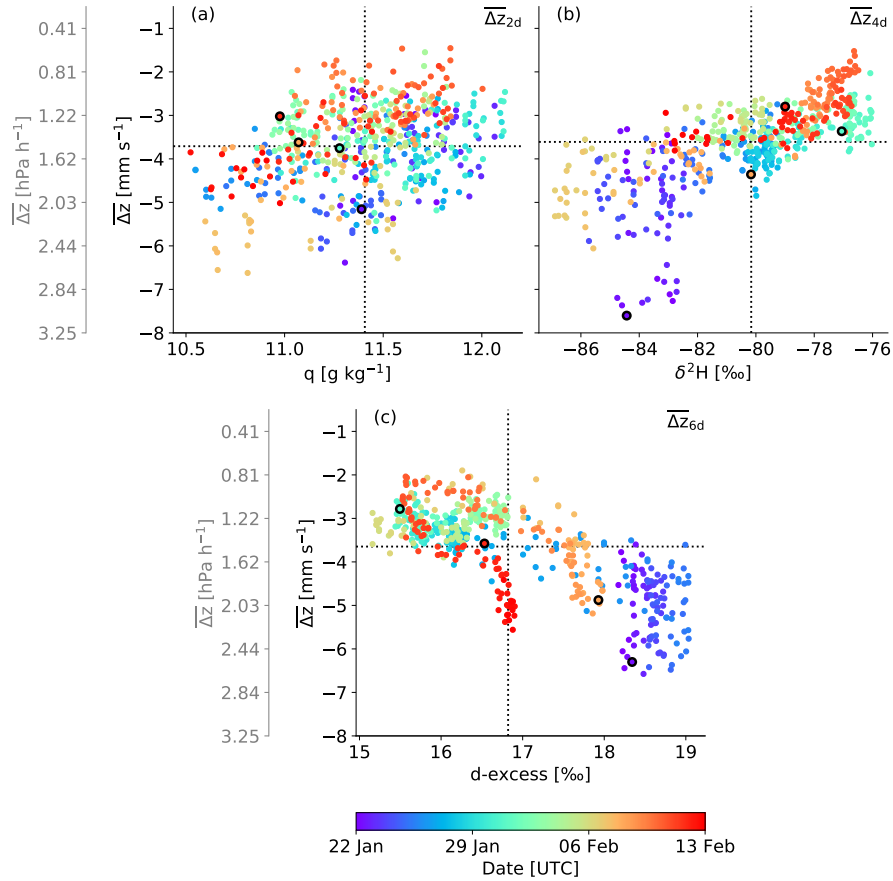 (a)
Δz2d
0.41
0.81
1.22
1.62
2.03
2.44
2.84
3.25
Δz [hPa h−1]
−1
−2
−3
−4
−5
−6
−7
−8
Δz [mm s−1]
10.5 11.0 11.5 12.0
q [g kg−1]
(b)
Δz4d
−86 −84 −82 −80 −78 −76
δ2H [‰]
(c)
Δz6d
0.41
0.81
1.22
1.62
2.03
2.44
2.84
3.25
Δz [hPa h−1]
−1
−2
−3
−4
−5
−6
−7
−8
Δz [mm s−1]
15 16 17 18 19
d-excess [‰]
22 Jan 29 Jan 06 Feb 13 Feb
Date [UTC]